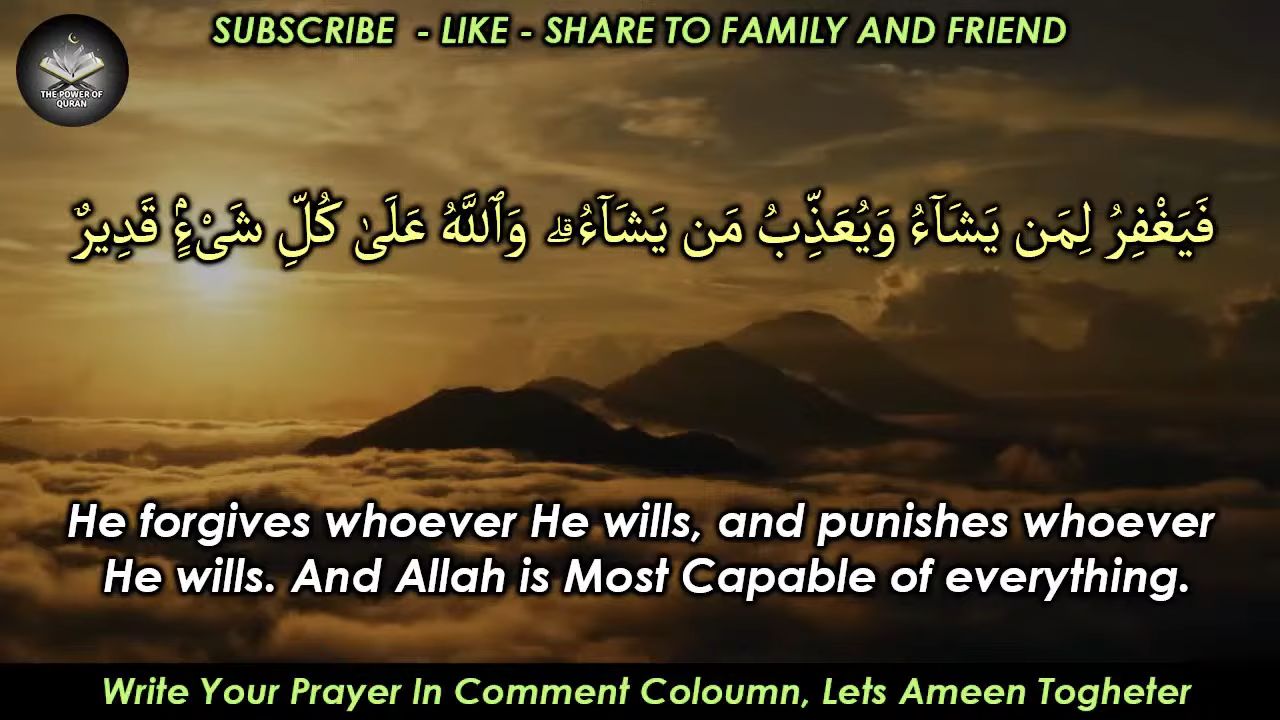 SUBSCRIBE - LIKE - SHARE TO FAMILY AND FRIEND
THE POWER OF
QURAN
فَيَغْفِرُ لِمَن يَشَآءُ وَيُعَذِّبُ مَن يَشَآءُ ۗ وَٱللَّهُ عَلَىٰ كُلِّ شَىْءٍۢ قَدِيرٌ
He forgives whoever He wills, and punishes whoever
He wills. And Allah is Most Capable of everything.
Write Your Prayer In Comment Coloumn, Lets Ameen Togheter